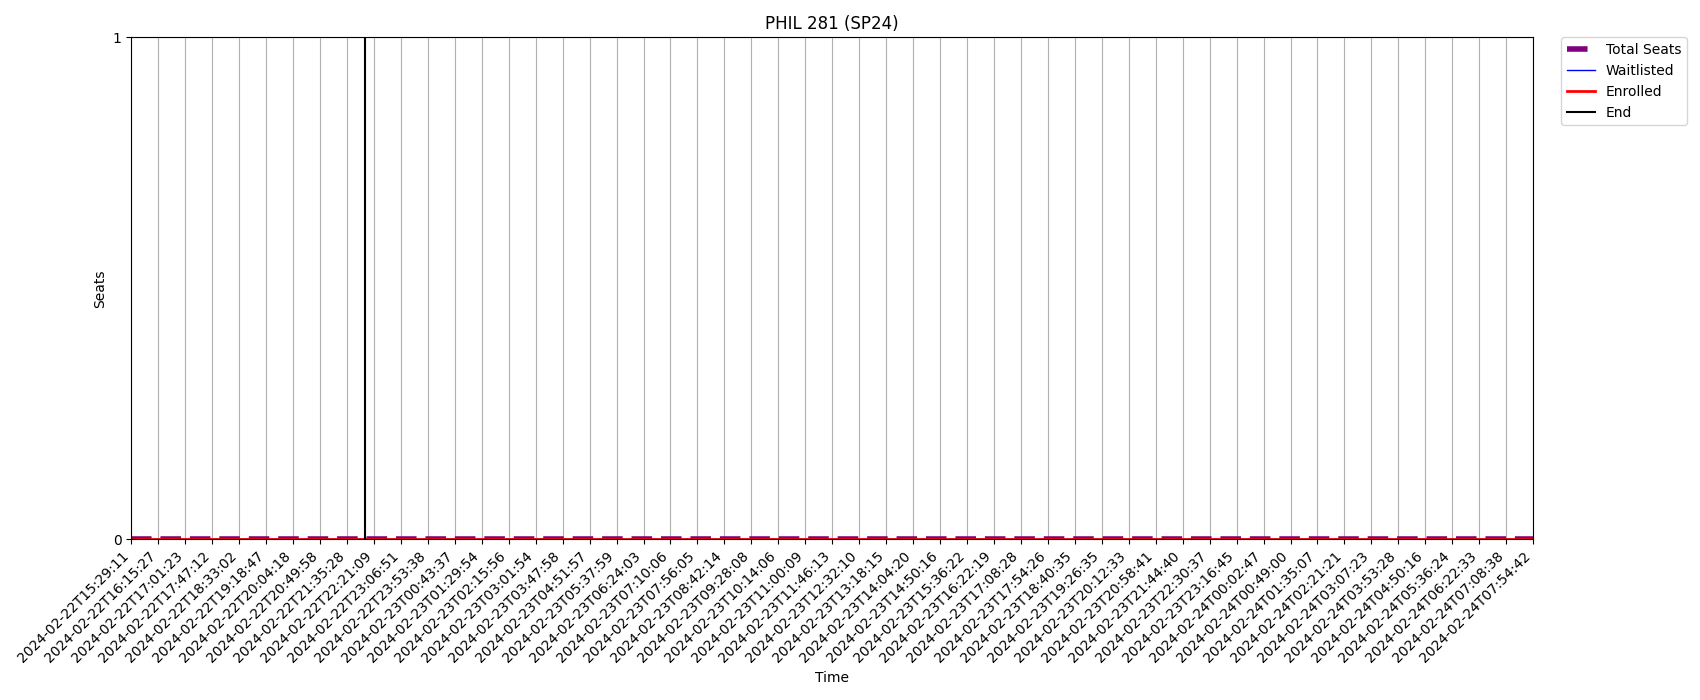 PHIL 281 (SP24)
1
Total Seats
Waitlisted
Enrolled
End
Seats
0
2024-02-22T15:29:11
2024-02-22T16:15:27
2024-02-22T17:01:23
2024-02-22T17:47:12
2024-02-22T18:33:02
2024-02-22T19:18:47
2024-02-22T20:04:18
2024-02-22T20:49:58
2024-02-22T21:35:28
2024-02-22T22:21:09
2024-02-22T23:06:51
2024-02-22T23:53:38
2024-02-23T00:43:37
2024-02-23T01:29:54
2024-02-23T02:15:56
2024-02-23T03:01:54
2024-02-23T03:47:58
2024-02-23T04:51:57
2024-02-23T05:37:59
2024-02-23T06:24:03
2024-02-23T07:10:06
2024-02-23T07:56:05
2024-02-23T08:42:14
2024-02-23T09:28:08
2024-02-23T10:14:06
2024-02-23T11:00:09
2024-02-23T11:46:13
2024-02-23T12:32:10
2024-02-23T13:18:15
2024-02-23T14:04:20
2024-02-23T14:50:16
2024-02-23T15:36:22
2024-02-23T16:22:19
2024-02-23T17:08:28
2024-02-23T17:54:26
2024-02-23T18:40:35
2024-02-23T19:26:35
2024-02-23T20:12:33
2024-02-23T20:58:41
2024-02-23T21:44:40
2024-02-23T22:30:37
2024-02-23T23:16:45
2024-02-24T00:02:47
2024-02-24T00:49:00
2024-02-24T01:35:07
2024-02-24T02:21:21
2024-02-24T03:07:23
2024-02-24T03:53:28
2024-02-24T04:50:16
2024-02-24T05:36:24
2024-02-24T06:22:33
2024-02-24T07:08:38
2024-02-24T07:54:42
Time